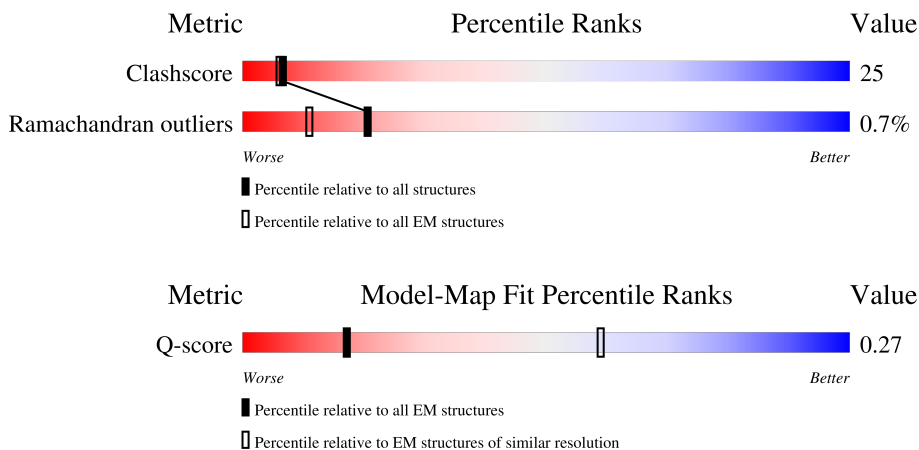 Metric Percentile Ranks Value
Clashscore 25
Ramachandran outliers 0.7%
Worse Better
Percentile relative to all structures
Percentile relative to all EM structures
Metric Model-Map Fit Percentile Ranks Value
Q-score 0.27
Worse Better
Percentile relative to all EM structures
Percentile relative to EM structures of similar resolution